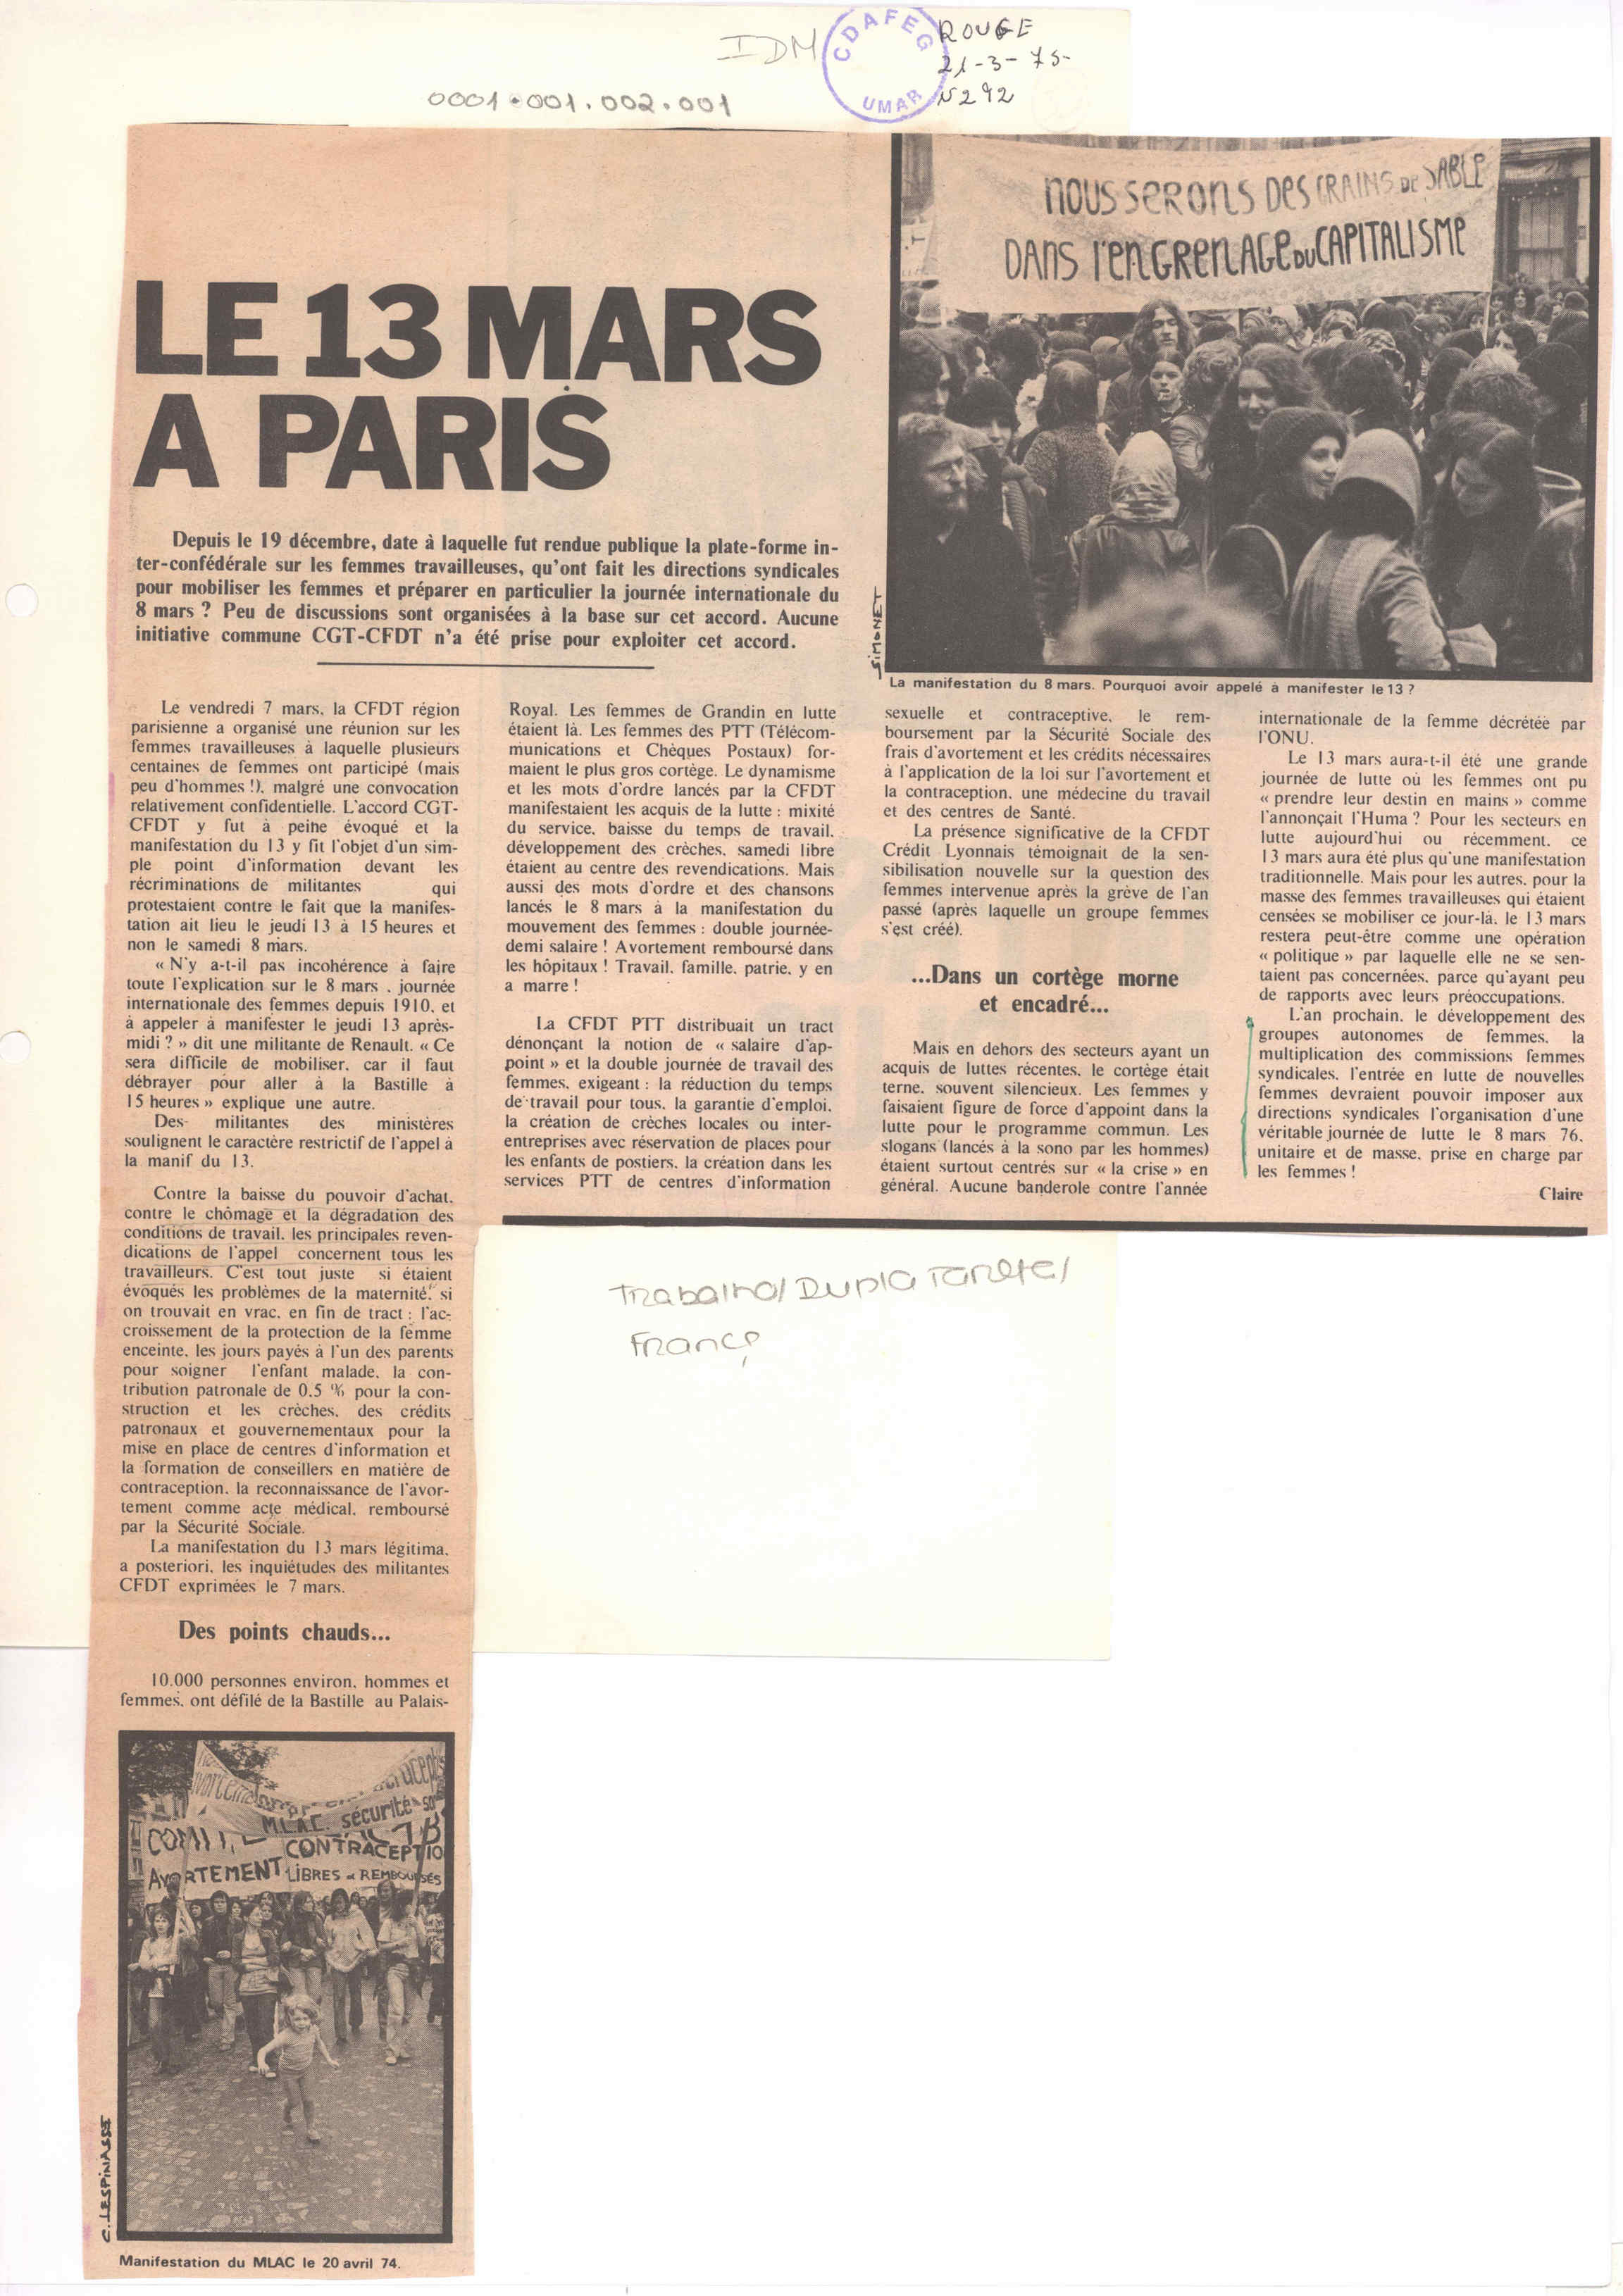 IDM
CDAFEG
UMAR
ROUGE
21-3-75-
N292
0001.001.002.001
NOUS SERONS DES GRAINS DE SABLE
DANS l'ENGRENAGE DU CAPITALISME
SIMONET
La manifestation du 8 mars. Pourquoi avoir appelé à manifester le 13 ?
LE 13 MARS
A PARIS
Depuis le 19 décembre, date à laquelle fut rendue publique la plate-forme in-
ter-confédérale sur les femmes travailleuses, qu'ont fait les directions syndicales
pour mobiliser les femmes et préparer en particulier la journée internationale du
8 mars ? Peu de discussions sont organisées à la base sur cet accord. Aucune
initiative commune CGT-CFDT n'a été prise pour exploiter cet accord.
Le vendredi 7 mars, la CFDT région
parisienne a organisé une réunion sur les
femmes travailleuses à laquelle plusieurs
centaines de femmes ont participé (mais
peu d'hommes !), malgré une convocation
relativement confidentielle. L'accord CGT-
CFDT y fut à peihe évoqué et la
manifestation du 13 y fit l'objet d'un sim-
ple point d'information devant les
récriminations de militantes qui
protestaient contre le fait que la manifes-
tation ait lieu le jeudi 13 à 15 heures et
non le samedi 8 mars.
« N'y a-t-il pas incohérence à faire
toute l'explication sur le 8 mars , journée
internationale des femmes depuis 1910, et
à appeler à manifester le jeudi 13 après-
midi ? » dit une militante de Renault. « Ce
sera difficile de mobiliser, car il faut
débrayer pour aller à la Bastille à
15 heures » explique une autre.
Des militantes des ministères
soulignent le caractère restrictif de l'appel à
la manif du 13.
Contre la baisse du pouvoir d'achat,
contre le chômage et la dégradation des
conditions de travail, les principales reven-
dications de l'appel concernent tous les
travailleurs. C'est tout juste si étaient
évoqués les problèmes de la maternité, si
on trouvait en vrac, en fin de tract : l'ac-
croissement de la protection de la femme
enceinte, les jours payés à l'un des parents
pour soigner l'enfant malade, la con-
tribution patronale de 0,5 % pour la con-
struction et les crèches, des crédits
patronaux et gouvernementaux pour la
mise en place de centres d'information et
la formation de conseillers en matière de
contraception, la reconnaissance de l'avor-
tement comme acte médical, remboursé
par la Sécurité Sociale.
La manifestation du 13 mars légitima,
a posteriori, les inquiétudes des militantes
CFDT exprimées le 7 mars.
Des points chauds...
10.000 personnes environ, hommes et
femmes, ont défilé de la Bastille au Palais-
Royal. Les femmes de Grandin en lutte
étaient là. Les femmes des PTT (Télécom-
munications et Chèques Postaux) for-
maient le plus gros cortège. Le dynamisme
et les mots d'ordre lancés par la CFDT
manifestaient les acquis de la lutte : mixité
du service, baisse du temps de travail,
développement des crèches, samedi libre
étaient au centre des revendications. Mais
aussi des mots d'ordre et des chansons
lancés le 8 mars à la manifestation du
mouvement des femmes : double journée-
demi salaire ! Avortement remboursé dans
les hôpitaux ! Travail, famille, patrie, y en
a marre !
La CFDT PTT distribuait un tract
dénonçant la notion de « salaire d'ap-
point » et la double journée de travail des
femmes, exigeant : la réduction du temps
de travail pour tous, la garantie d'emploi,
la création de crèches locales ou inter-
entreprises avec réservation de places pour
les enfants de postiers, la création dans les
services PTT de centres d'information
sexuelle et contraceptive, le rem-
boursement par la Sécurité Sociale des
frais d'avortement et les crédits nécessaires
à l'application de la loi sur l'avortement et
la contraception, une médecine du travail
et des centres de Santé.
La présence significative de la CFDT
Crédit Lyonnais témoignait de la sen-
sibilisation nouvelle sur la question des
femmes intervenue après la grève de l'an
passé (après laquelle un groupe femmes
s'est créé).
...Dans un cortège morne
et encadré...
Mais en dehors des secteurs ayant un
acquis de luttes récentes, le cortège était
terne, souvent silencieux. Les femmes y
faisaient figure de force d'appoint dans la
lutte pour le programme commun. Les
slogans (lancés à la sono par les hommes)
étaient surtout centrés sur « la crise » en
général. Aucune banderole contre l'année
internationale de la femme décrétée par
l'ONU.
Le 13 mars aura-t-il été une grande
journée de lutte où les femmes ont pu
« prendre leur destin en mains » comme
l'annonçait l'Huma ? Pour les secteurs en
lutte aujourd'hui ou récemment, ce
13 mars aura été plus qu'une manifestation
traditionnelle. Mais pour les autres, pour la
masse des femmes travailleuses qui étaient
censées se mobiliser ce jour-là, le 13 mars
restera peut-être comme une opération
« politique » par laquelle elle ne se sen-
taient pas concernées, parce qu'ayant peu
de rapports avec leurs préoccupations.
L'an prochain, le développement des
groupes autonomes de femmes, la
multiplication des commissions femmes
syndicales, l'entrée en lutte de nouvelles
femmes devraient pouvoir imposer aux
directions syndicales l'organisation d'une
véritable journée de lutte le 8 mars 76,
unitaire et de masse, prise en charge par
les femmes !
Claire
Trabalho/Dupla Tarefa/
França
M.L.A.C. sécurité
CONTRACEPTIO
AVORTEMENT LIBRES et REMBOURSÉS
C. LESPINASSE
Manifestation du MLAC le 20 avril 74.